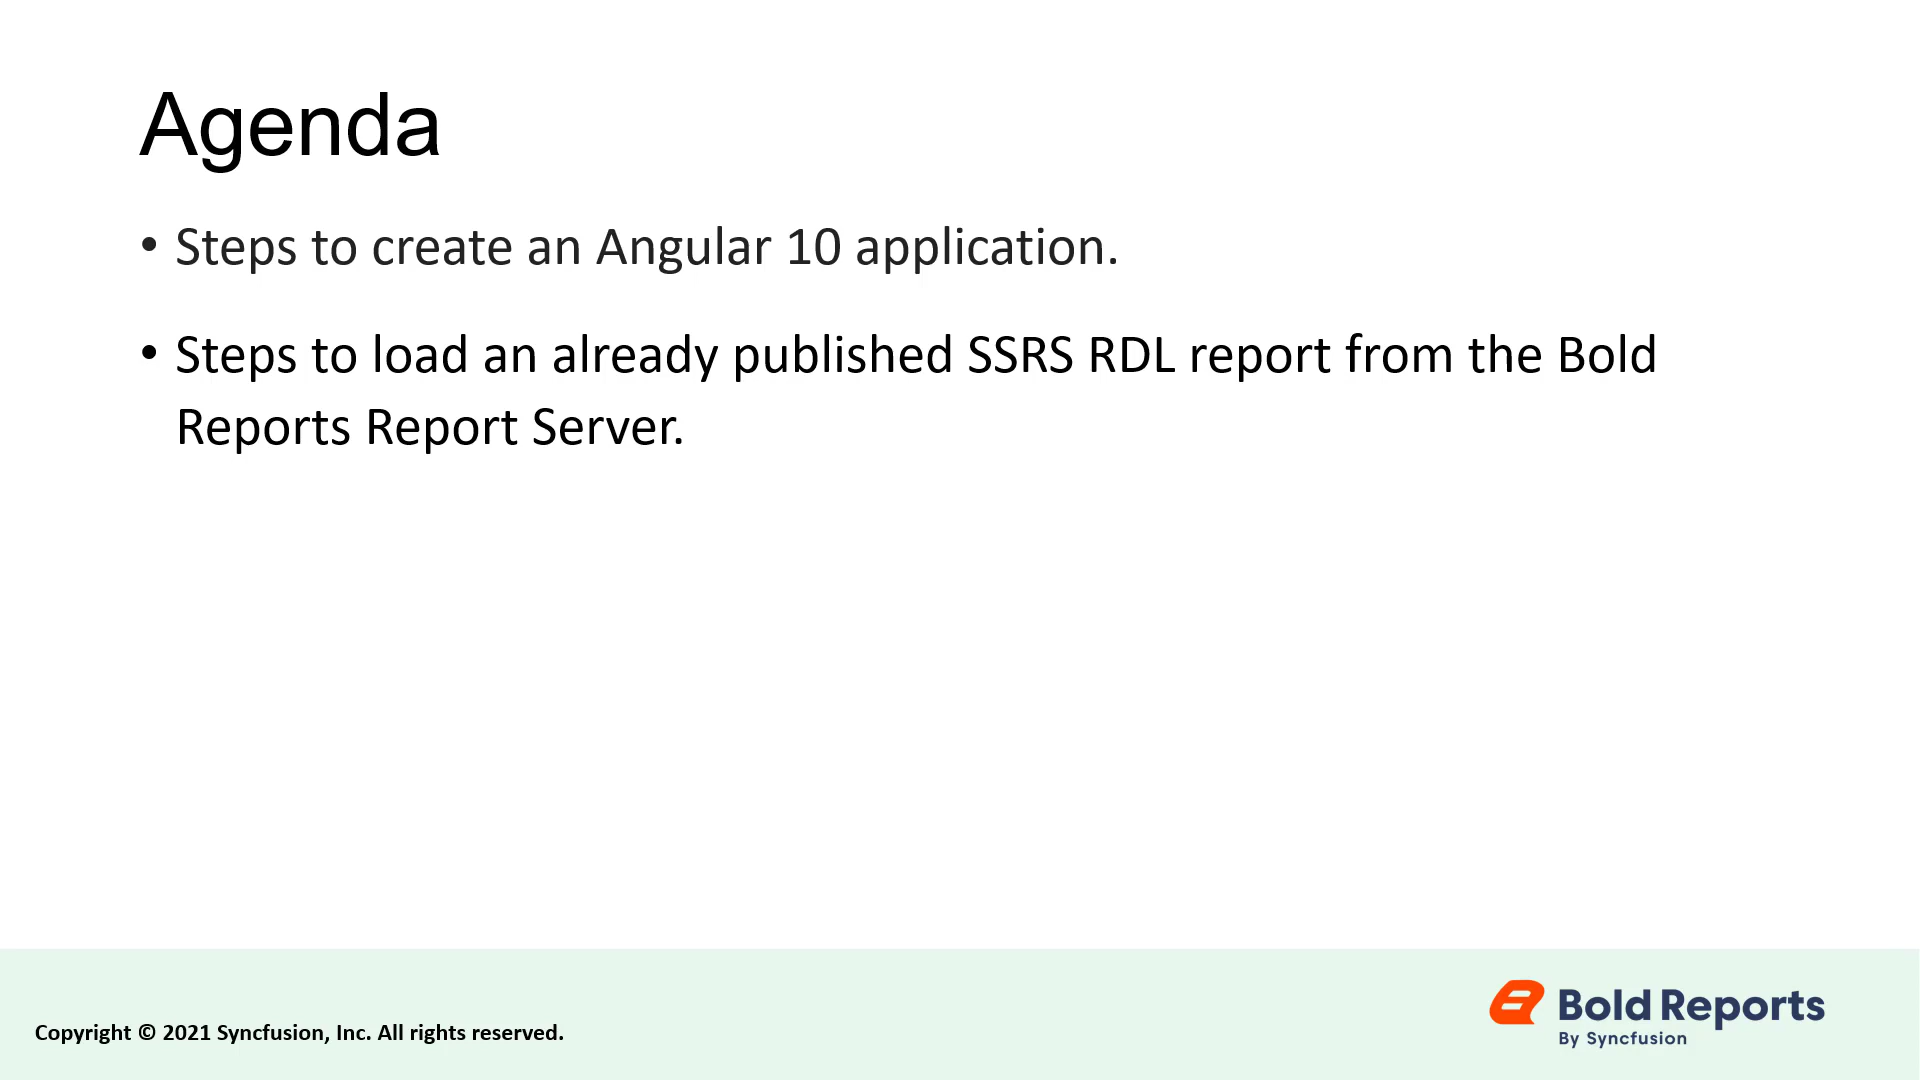 Agenda
• Steps to create an Angular 10 application.
• Steps to load an already published SSRS RDL report from the Bold
Reports Report Server.
Copyright © 2021 Syncfusion, Inc. All rights reserved.
Bold Reports
By Syncfusion